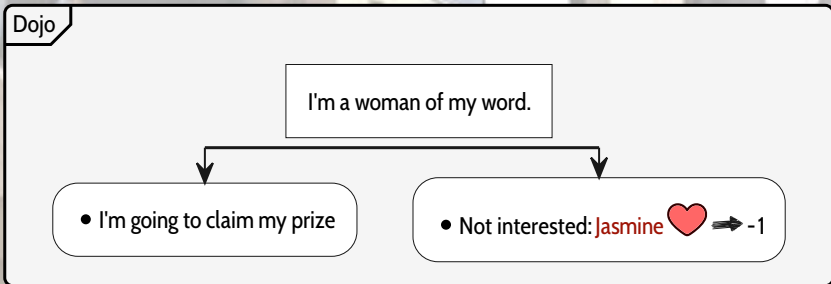 Dojo
I'm a woman of my word.
• I'm going to claim my prize
• Not interested: Jasmine ❤ ➡ -1